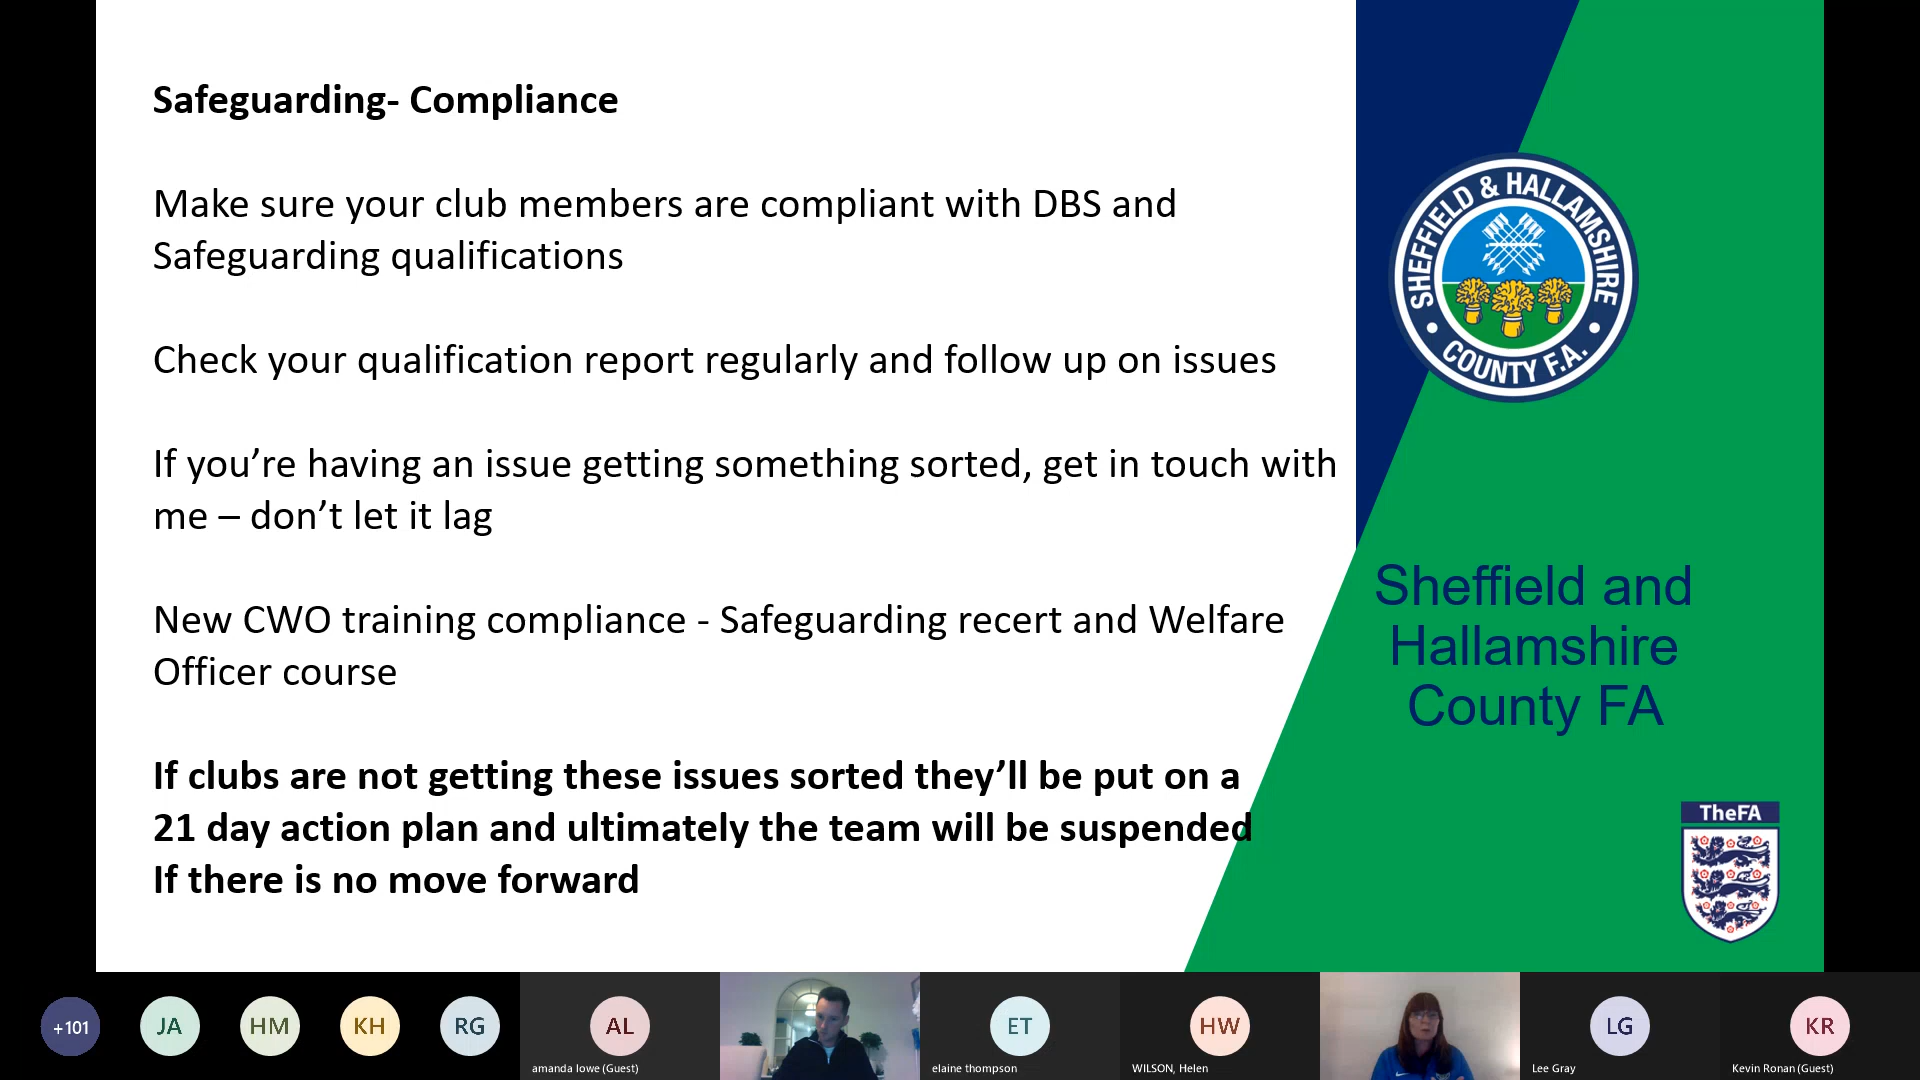 Safeguarding- Compliance
Make sure your club members are compliant with DBS and
Safeguarding qualifications
Check your qualification report regularly and follow up on issues
If you’re having an issue getting something sorted, get in touch with
me – don’t let it lag
New CWO training compliance - Safeguarding recert and Welfare
Officer course
If clubs are not getting these issues sorted they’ll be put on a
21 day action plan and ultimately the team will be suspended
If there is no move forward
SHEFFIELD & HALLAMSHIRE
COUNTY F.A.
Sheffield and
Hallamshire
County FA
TheFA
+101
JA
HM
KH
RG
AL
amanda lowe (Guest)
ET
elaine thompson
HW
WILSON, Helen
LG
Lee Gray
KR
Kevin Ronan (Guest)